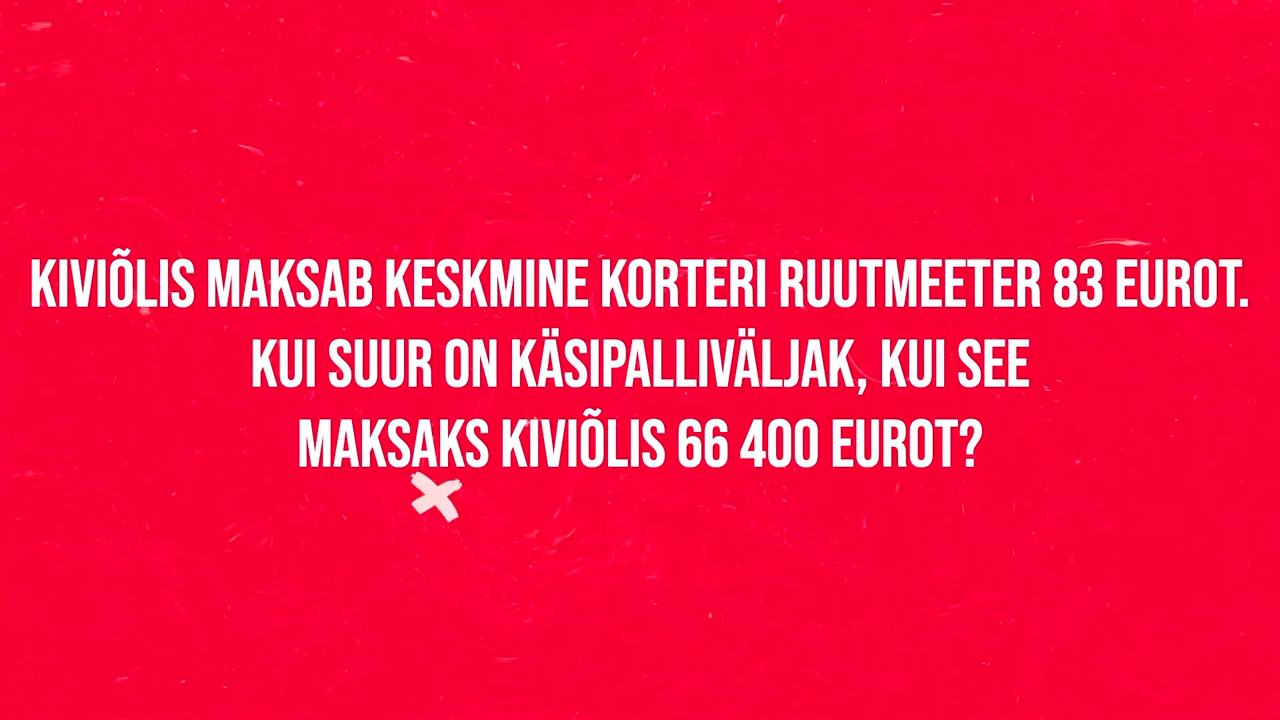 KIVIÕLIS MAKSAB KESKMINE KORTERI RUUTMEETER 83 EUROT.
KUI SUUR ON KÄSIPALLIVÄLJAK, KUI SEE
MAKSAKS KIVIÕLIS 66 400 EUROT?